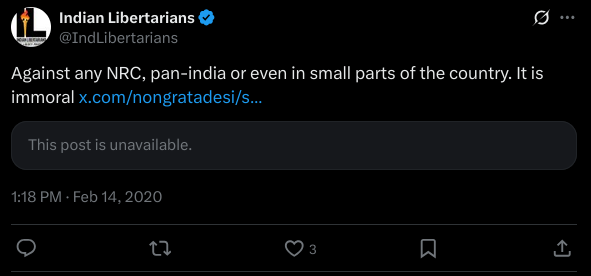 Indian Libertarians
@IndLibertarians
Against any NRC, pan-india or even in small parts of the country. It is
immoral x.com/nongratadesi/s...
This post is unavailable.
1:18 PM · Feb 14, 2020
3